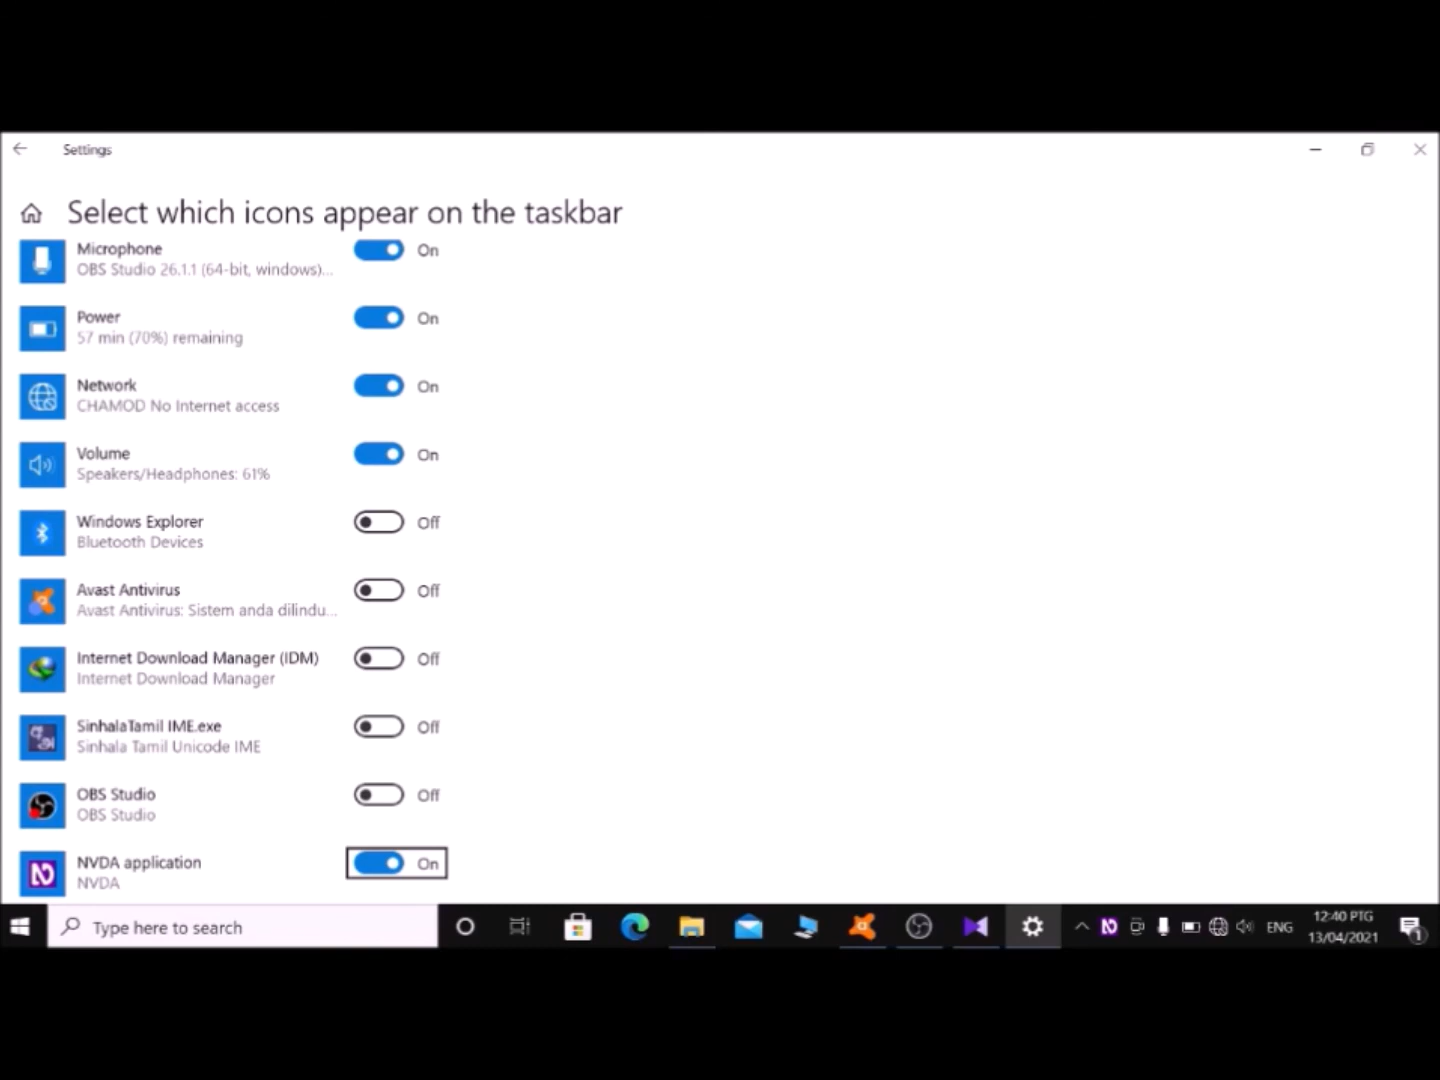 Settings
Select which icons appear on the taskbar
Microphone
On
OBS Studio 26.1.1 (64-bit, windows)...
Power
On
57 min (70%) remaining
Network
On
CHAMOD No Internet access
Volume
On
Speakers/Headphones: 61%
Windows Explorer
Off
Bluetooth Devices
Avast Antivirus
Off
Avast Antivirus: Sistem anda dilindu...
Internet Download Manager (IDM)
Off
Internet Download Manager
SinhalaTamil IME.exe
Off
Sinhala Tamil Unicode IME
OBS Studio
Off
OBS Studio
NVDA application
On
NVDA
Type here to search
ENG
12:40 PTG
13/04/2021
1